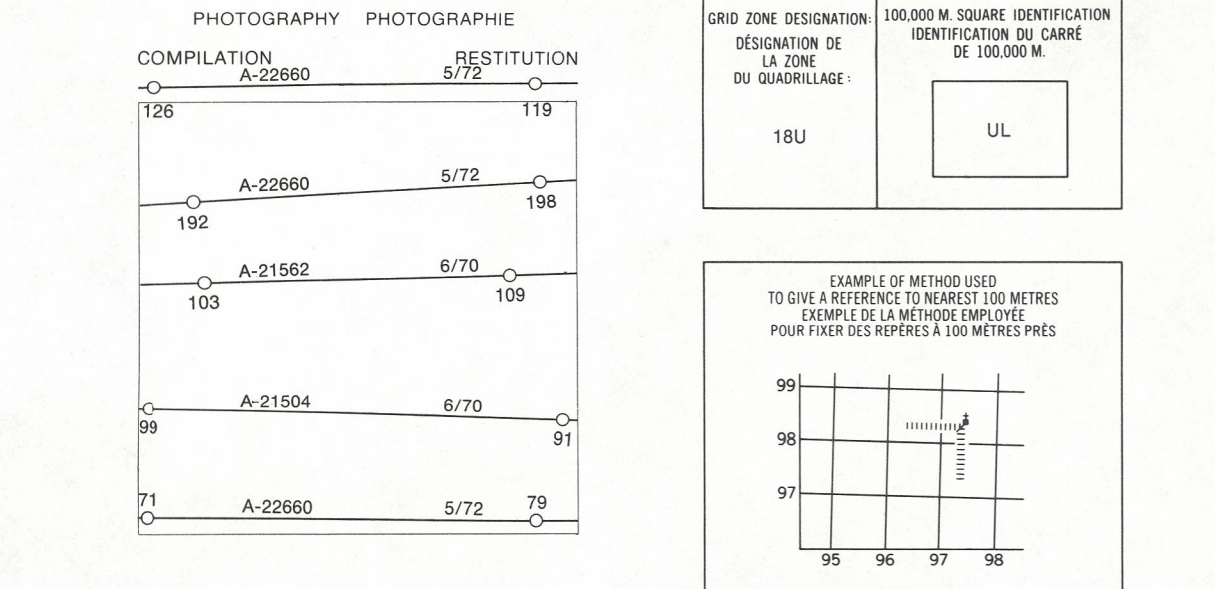 PHOTOGRAPHY PHOTOGRAPHIE
COMPILATION RESTITUTION
A-22660 5/72
126 119
A-22660 5/72
192 198
A-21562 6/70
103 109
A-21504 6/70
99 91
71 A-22660 5/72 79
GRID ZONE DESIGNATION:
DÉSIGNATION DE
LA ZONE
DU QUADRILLAGE:
18U
100,000 M. SQUARE IDENTIFICATION
IDENTIFICATION DU CARRÉ
DE 100,000 M.
UL
EXAMPLE OF METHOD USED
TO GIVE A REFERENCE TO NEAREST 100 METRES
EXEMPLE DE LA MÉTHODE EMPLOYÉE
POUR FIXER DES REPÈRES À 100 MÈTRES PRÈS
99
98
97
95 96 97 98